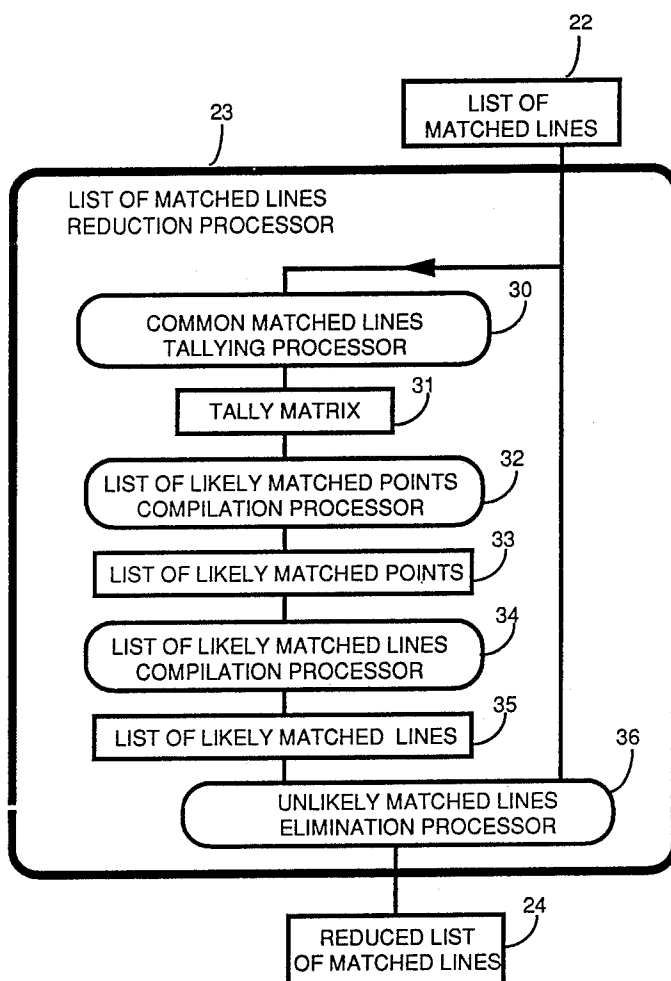 22
LIST OF
MATCHED LINES
23
LIST OF MATCHED LINES
REDUCTION PROCESSOR
30
COMMON MATCHED LINES
TALLYING PROCESSOR
31
TALLY MATRIX
32
LIST OF LIKELY MATCHED POINTS
COMPILATION PROCESSOR
33
LIST OF LIKELY MATCHED POINTS
34
LIST OF LIKELY MATCHED LINES
COMPILATION PROCESSOR
35
LIST OF LIKELY MATCHED LINES
36
UNLIKELY MATCHED LINES
ELIMINATION PROCESSOR
24
REDUCED LIST
OF MATCHED LINES